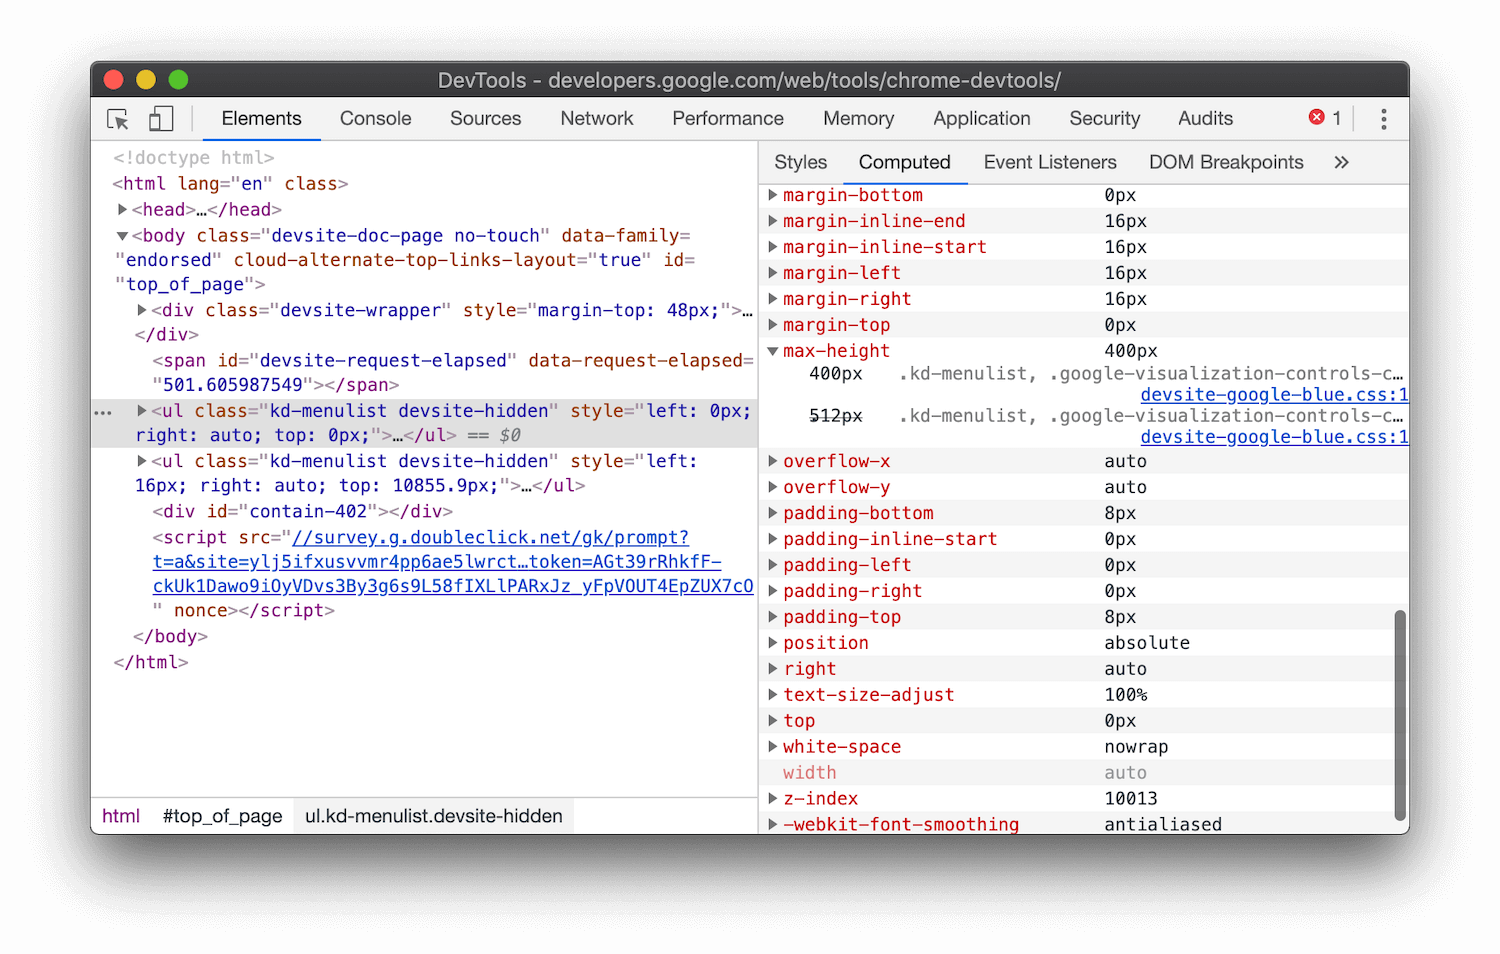 DevTools - developers.google.com/web/tools/chrome-devtools/
Elements Console Sources Network Performance Memory Application Security Audits 1
<!doctype html>
<html lang="en" class>
<head>…</head>
<body class="devsite-doc-page no-touch" data-family=
"endorsed" cloud-alternate-top-links-layout="true" id=
"top_of_page">
<div class="devsite-wrapper" style="margin-top: 48px;">…
</div>
<span id="devsite-request-elapsed" data-request-elapsed=
"501.605987549"></span>
… <ul class="kd-menulist devsite-hidden" style="left: 0px;
right: auto; top: 0px;">…</ul> == $0
<ul class="kd-menulist devsite-hidden" style="left:
16px; right: auto; top: 10855.9px;">…</ul>
<div id="contain-402"></div>
<script src="//survey.g.doubleclick.net/gk/prompt?
t=a&site=ylj5ifxusvvmr4pp6ae5lwrct…token=AGt39rRhkfF-
ckUk1Dawo9iOyVDvs3By3g6s9L58fIXLlPARxJz_yFpVOUT4EpZUX7cO
" nonce></script>
</body>
</html>
html #top_of_page ul.kd-menulist.devsite-hidden
Styles Computed Event Listeners DOM Breakpoints »
margin-bottom 0px
margin-inline-end 16px
margin-inline-start 16px
margin-left 16px
margin-right 16px
margin-top 0px
max-height 400px
400px .kd-menulist, .google-visualization-controls-c…
devsite-google-blue.css:1
512px .kd-menulist, .google-visualization-controls-c…
devsite-google-blue.css:1
overflow-x auto
overflow-y auto
padding-bottom 8px
padding-inline-start 0px
padding-left 0px
padding-right 0px
padding-top 8px
position absolute
right auto
text-size-adjust 100%
top 0px
white-space nowrap
width auto
z-index 10013
-webkit-font-smoothing antialiased